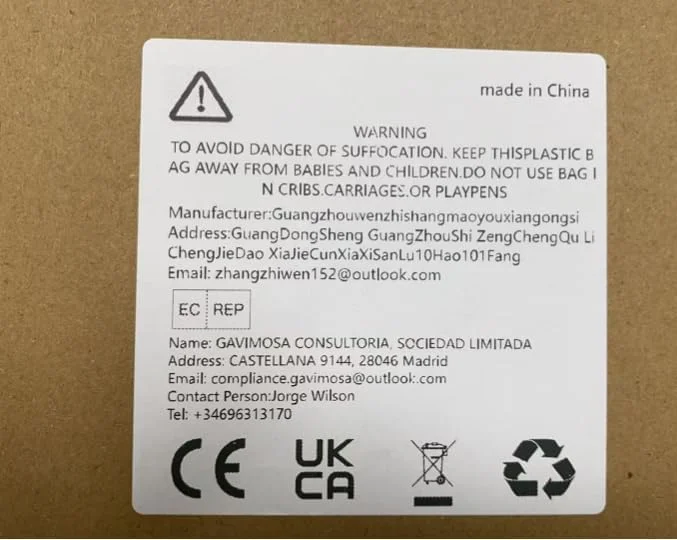 made in China
WARNING
TO AVOID DANGER OF SUFFOCATION. KEEP THISPLASTIC B
AG AWAY FROM BABIES AND CHILDREN.DO NOT USE BAG I
N CRIBS.CARRIAGES.OR PLAYPENS
Manufacturer:Guangzhouwenzhishangmaoyouxiangongsi
Address:GuangDongSheng GuangZhouShi ZengChengQu Li
ChengJieDao XiaJieCunXiaXiSanLu10Hao101Fang
Email: zhangzhiwen152@outlook.com
EC REP
Name: GAVIMOSA CONSULTORIA, SOCIEDAD LIMITADA
Address: CASTELLANA 9144, 28046 Madrid
Email: compliance.gavimosa@outlook.com
Contact Person:Jorge Wilson
Tel: +34696313170
CE
UK
CA